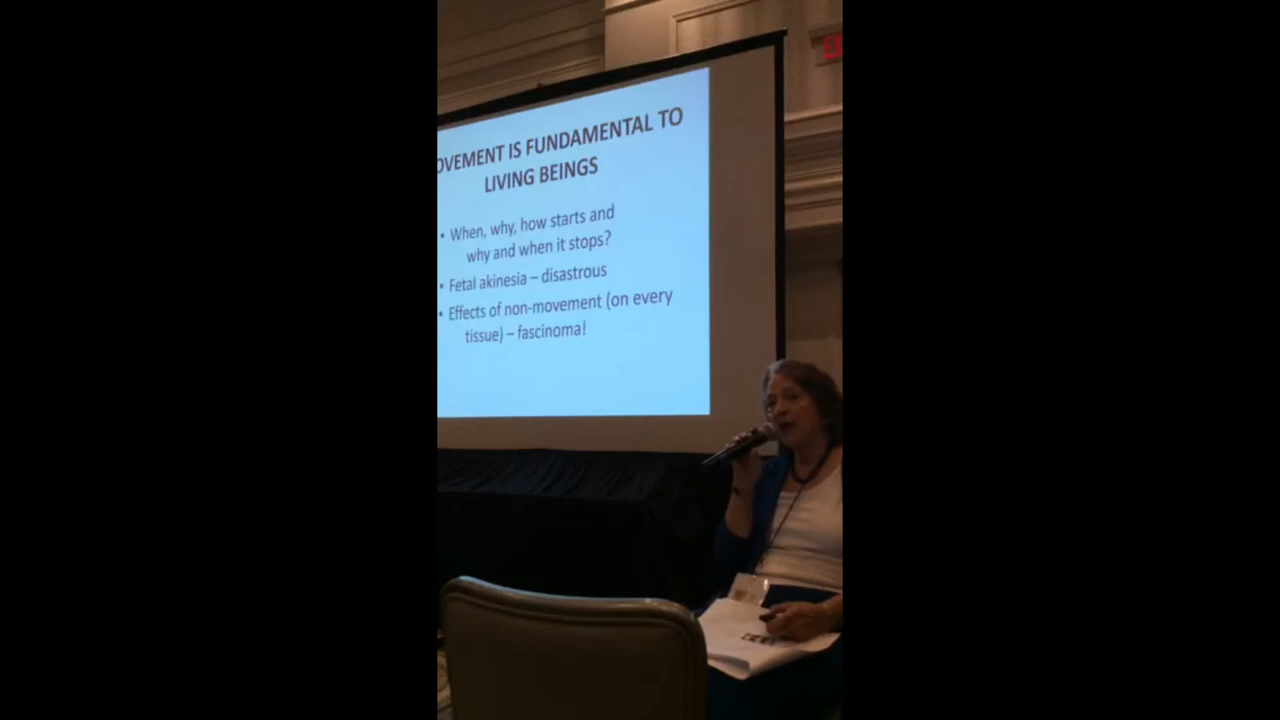 OVEMENT IS FUNDAMENTAL TO
LIVING BEINGS
• When, why, how starts and
why and when it stops?
• Fetal akinesia – disastrous
• Effects of non-movement (on every
tissue) – fascinoma!